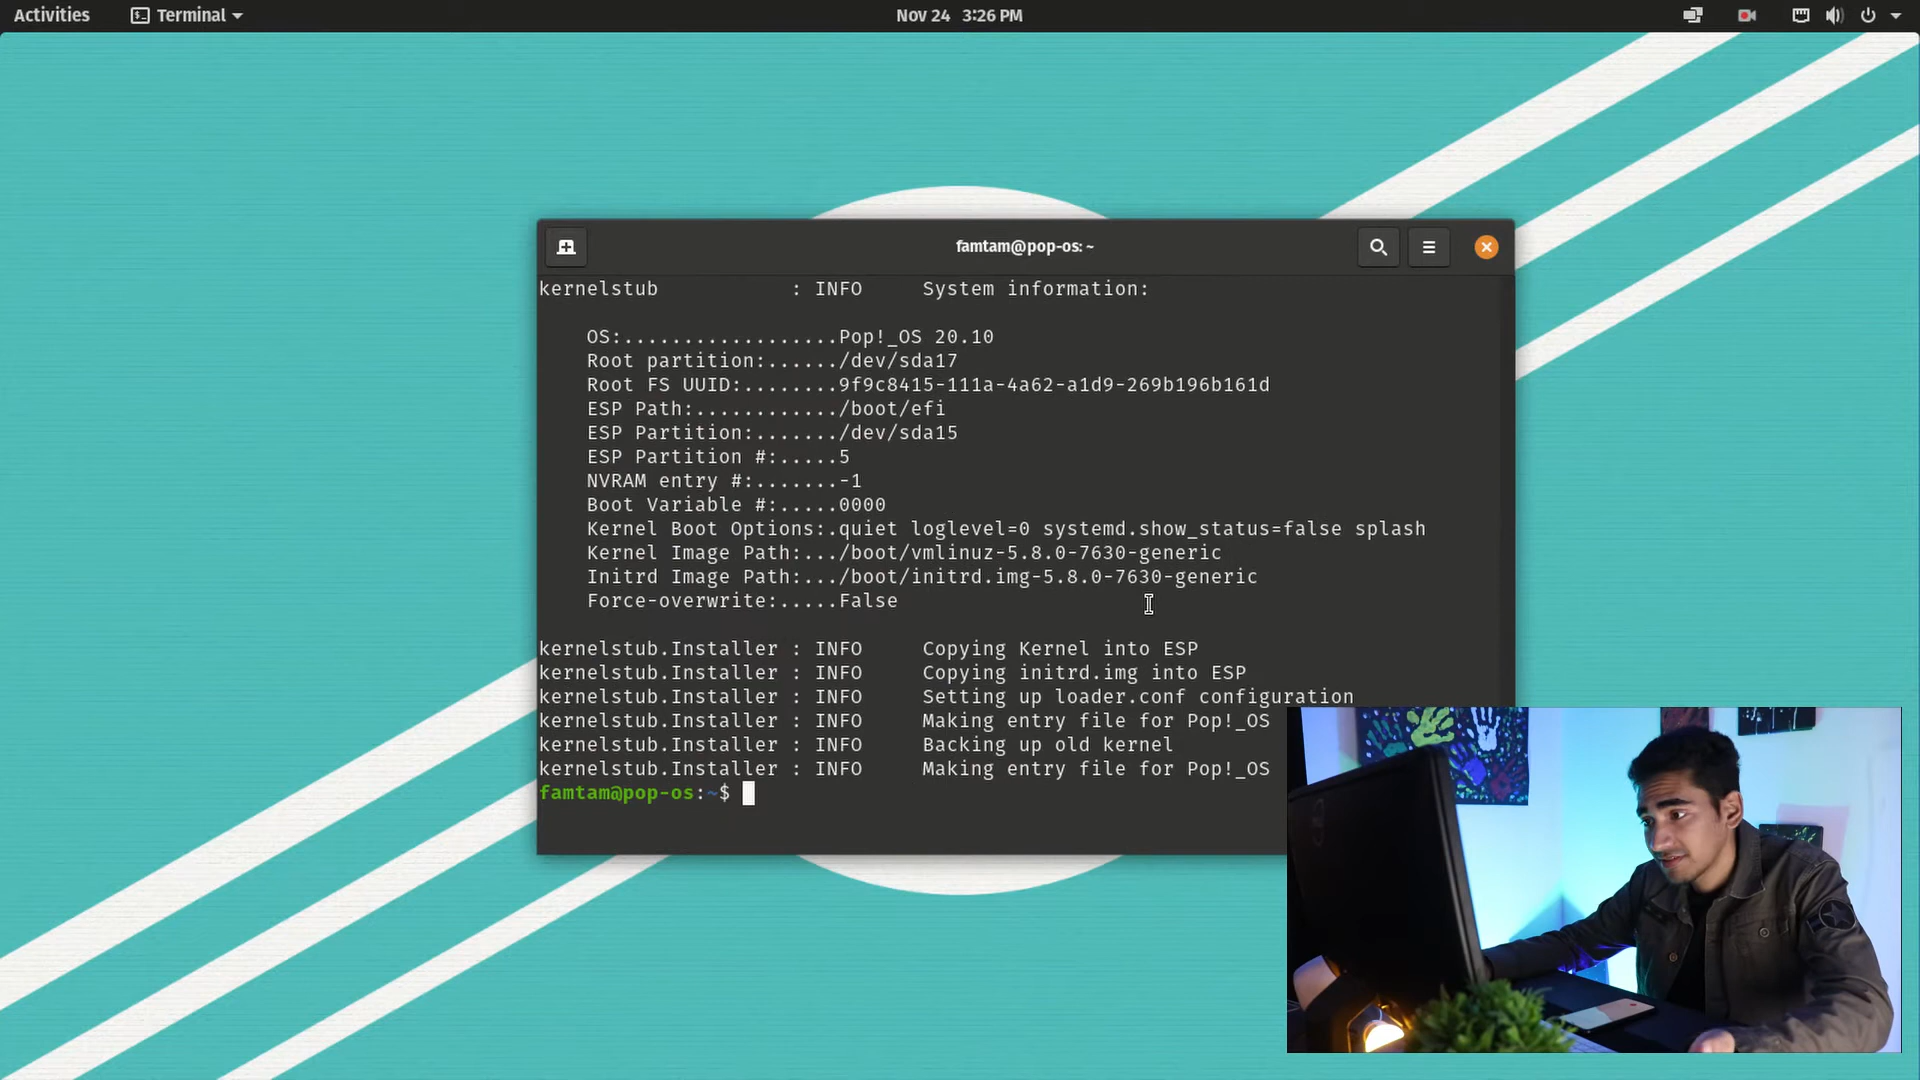 Activities Terminal Nov 24 3:26 PM
famtam@pop-os: ~
kernelstub : INFO System information:
OS:..................Pop!_OS 20.10
Root partition:....../dev/sda17
Root FS UUID:........9f9c8415-111a-4a62-a1d9-269b196b161d
ESP Path:............/boot/efi
ESP Partition:......./dev/sda15
ESP Partition #:.....5
NVRAM entry #:.......-1
Boot Variable #:.....0000
Kernel Boot Options:.quiet loglevel=0 systemd.show_status=false splash
Kernel Image Path:.../boot/vmlinuz-5.8.0-7630-generic
Initrd Image Path:.../boot/initrd.img-5.8.0-7630-generic
Force-overwrite:.....False
kernelstub.Installer : INFO Copying Kernel into ESP
kernelstub.Installer : INFO Copying initrd.img into ESP
kernelstub.Installer : INFO Setting up loader.conf configuration
kernelstub.Installer : INFO Making entry file for Pop!_OS
kernelstub.Installer : INFO Backing up old kernel
kernelstub.Installer : INFO Making entry file for Pop!_OS
famtam@pop-os:~$